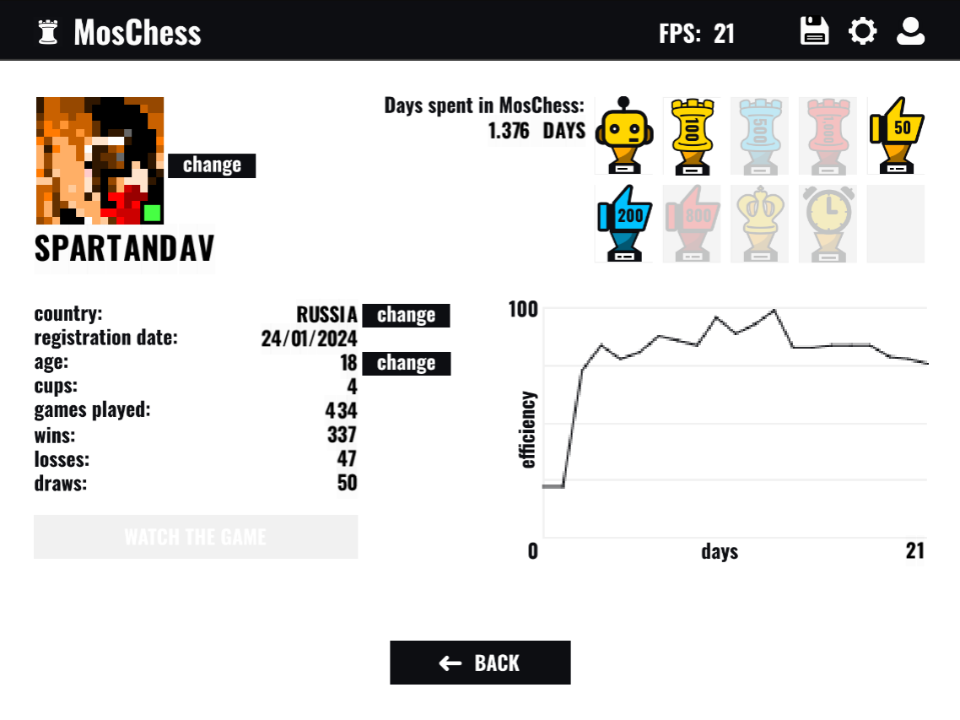 MosChess
FPS: 21
Days spent in MosChess:
1.376 DAYS
100
500
1.000
50
200
800
change
SPARTANDAV
country: RUSSIA change
registration date: 24/01/2024
age: 18 change
cups: 4
games played: 434
wins: 337
losses: 47
draws: 50
WATCH THE GAME
100
efficiency
0 days 21
BACK